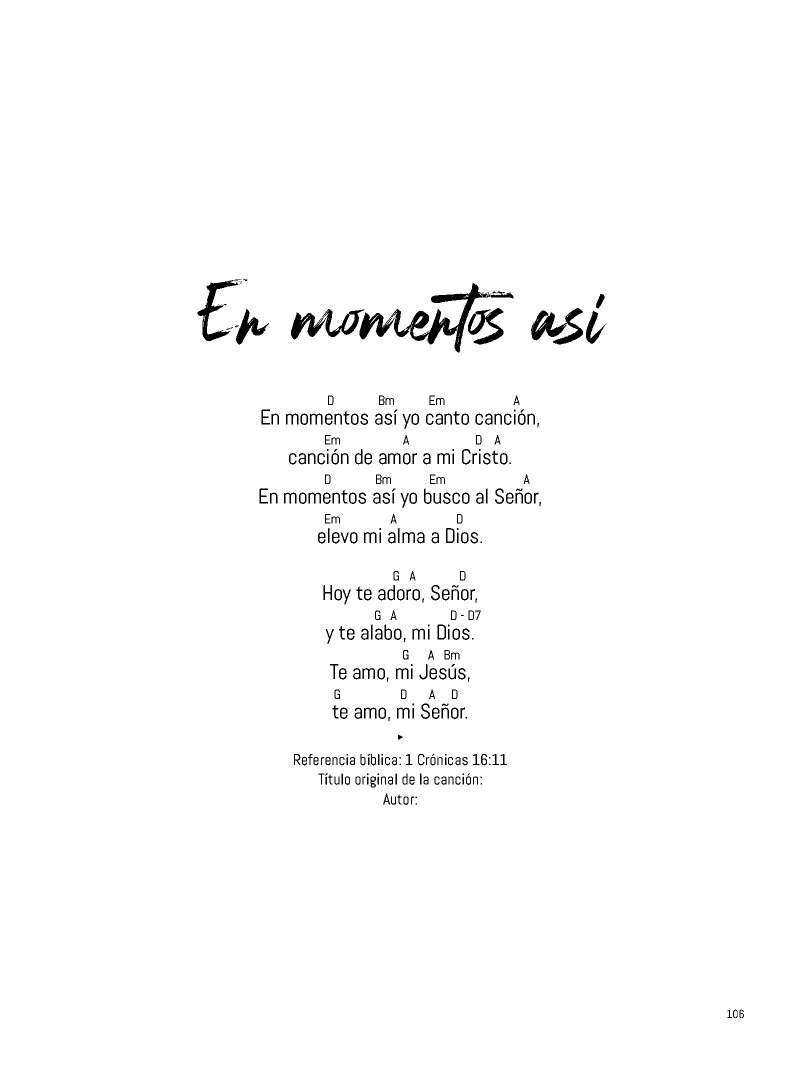 En momentos así
D Bm Em A
En momentos así yo canto canción,
Em A D A
canción de amor a mi Cristo.
D Bm Em A
En momentos así yo busco al Señor,
Em A D
elevo mi alma a Dios.
G A D
Hoy te adoro, Señor,
G A D - D7
y te alabo, mi Dios.
G A Bm
Te amo, mi Jesús,
G D A D
te amo, mi Señor.
Referencia bíblica: 1 Crónicas 16:11
Título original de la canción:
Autor:
106